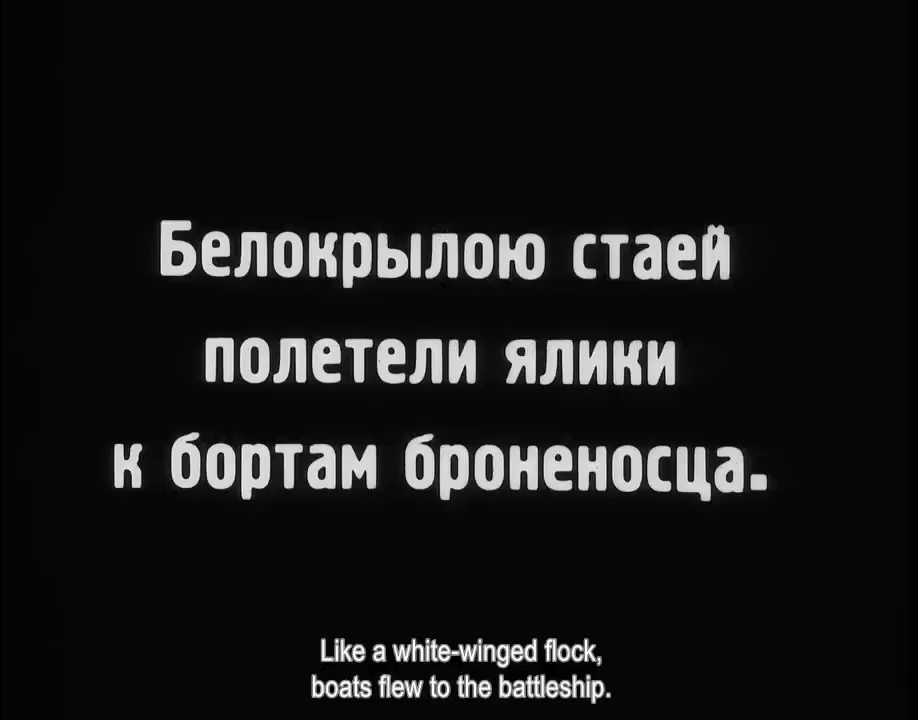 Белокрылою стаей
полетели ялики
к бортам броненосца.
Like a white-winged flock,
boats flew to the battleship.